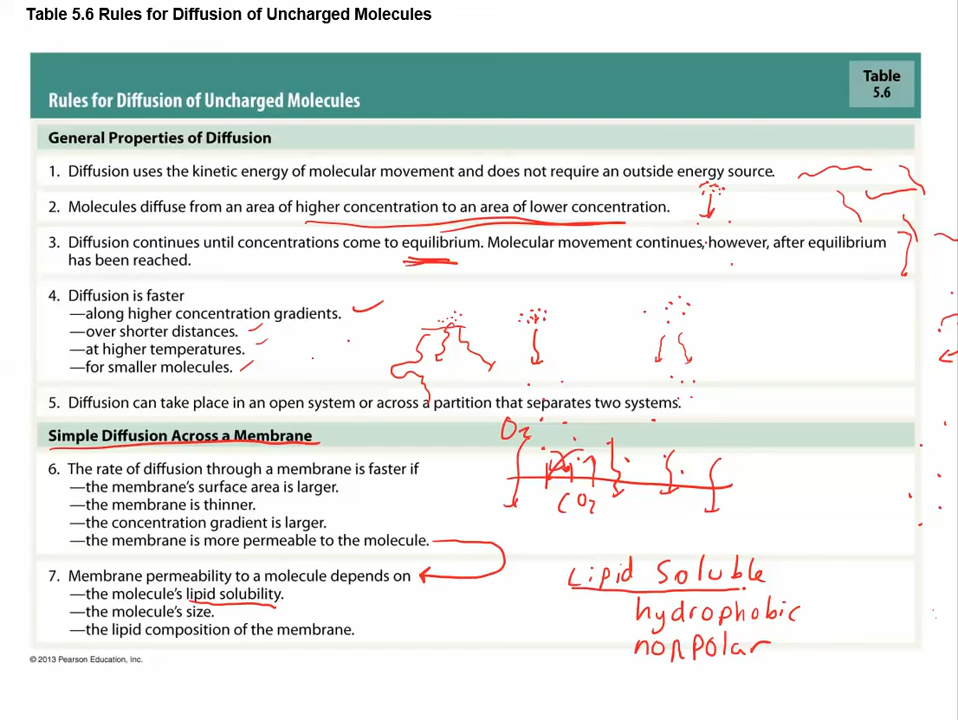 Table 5.6 Rules for Diffusion of Uncharged Molecules
Rules for Diffusion of Uncharged Molecules
Table
5.6
General Properties of Diffusion
1. Diffusion uses the kinetic energy of molecular movement and does not require an outside energy source.
2. Molecules diffuse from an area of higher concentration to an area of lower concentration.
3. Diffusion continues until concentrations come to equilibrium. Molecular movement continues, however, after equilibrium
has been reached.
4. Diffusion is faster
—along higher concentration gradients.
—over shorter distances.
—at higher temperatures.
—for smaller molecules.
5. Diffusion can take place in an open system or across a partition that separates two systems.
Simple Diffusion Across a Membrane
O2
6. The rate of diffusion through a membrane is faster if
—the membrane's surface area is larger.
—the membrane is thinner.
CO2
—the concentration gradient is larger.
—the membrane is more permeable to the molecule.
7. Membrane permeability to a molecule depends on
—the molecule's lipid solubility.
—the molecule's size.
—the lipid composition of the membrane.
Lipid Soluble
hydrophobic
nonpolar
© 2013 Pearson Education, Inc.